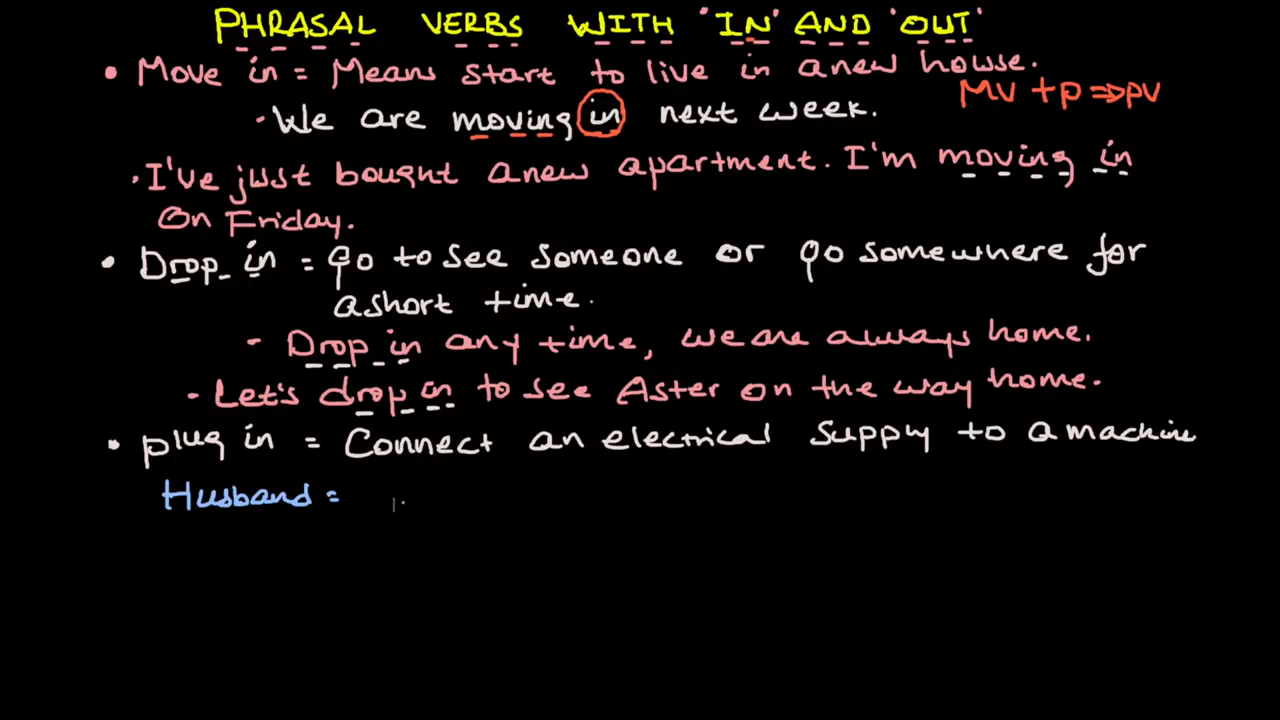 PHRASAL VERBS WITH 'IN' AND 'OUT'
• Move in = Means start to live in a new house.
MV + p => pv
• We are moving in next week.
• I've just bought a new apartment. I'm moving in
On Friday.
• Drop in = go to see someone or go somewhere for
a short time.
- Drop in any time, we are always home.
- Let's drop in to see Aster on the way home.
• plug in = Connect an electrical supply to a machine
Husband =